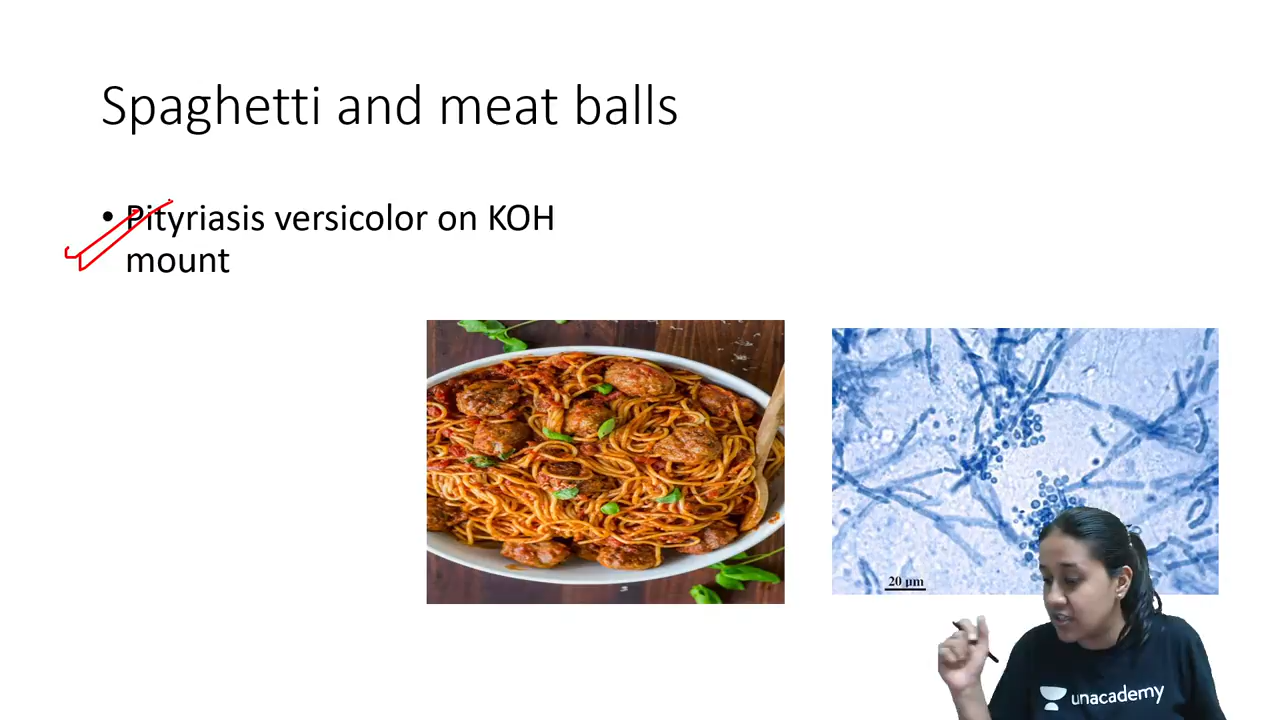 Spaghetti and meat balls
• Pityriasis versicolor on KOH
mount
20 µm
unacademy